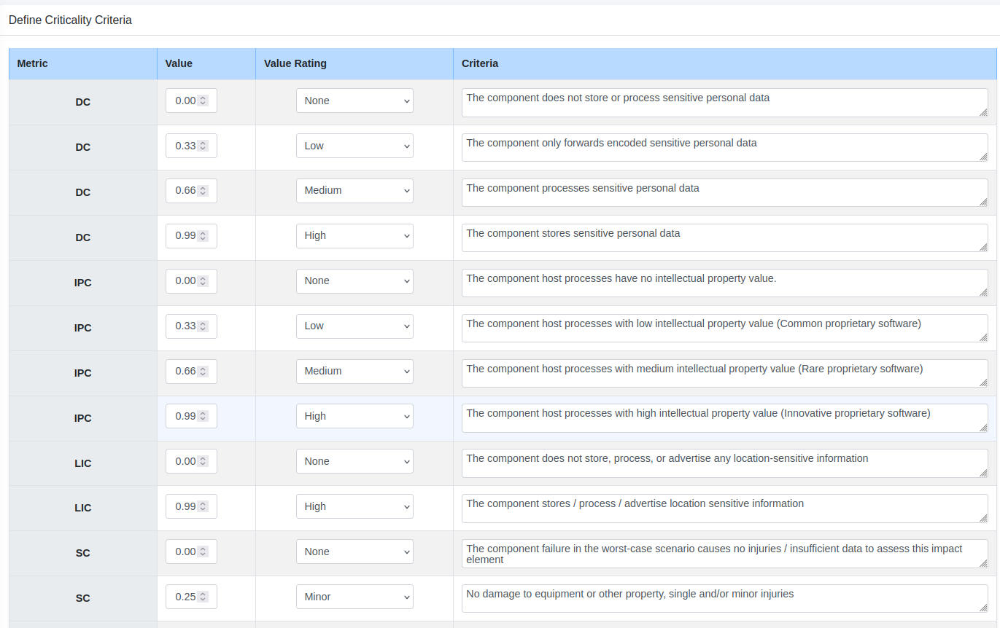 Define Criticality Criteria
Metric Value Value Rating Criteria
DC 0.00 None The component does not store or process sensitive personal data
DC 0.33 Low The component only forwards encoded sensitive personal data
DC 0.66 Medium The component processes sensitive personal data
DC 0.99 High The component stores sensitive personal data
IPC 0.00 None The component host processes have no intellectual property value.
IPC 0.33 Low The component host processes with low intellectual property value (Common proprietary software)
IPC 0.66 Medium The component host processes with medium intellectual property value (Rare proprietary software)
IPC 0.99 High The component host processes with high intellectual property value (Innovative proprietary software)
LIC 0.00 None The component does not store, process, or advertise any location-sensitive information
LIC 0.99 High The component stores / process / advertise location sensitive information
SC 0.00 None The component failure in the worst-case scenario causes no injuries / insufficient data to assess this impact
element
SC 0.25 Minor No damage to equipment or other property, single and/or minor injuries